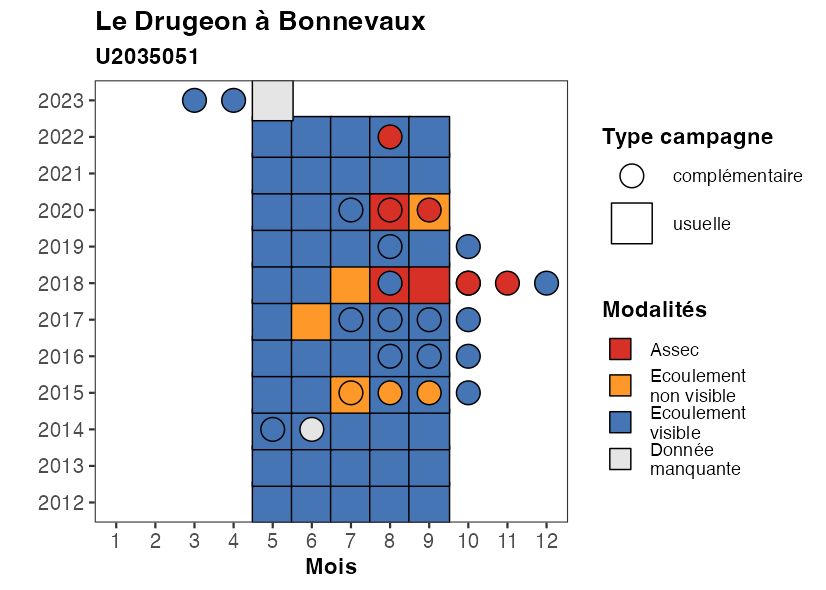 Le Drugeon à Bonnevaux
U2035051
2023
2022
2021
2020
2019
2018
2017
2016
2015
2014
2013
2012
1 2 3 4 5 6 7 8 9 10 11 12
Mois
Type campagne
complémentaire
usuelle
Modalités
Assec
Ecoulement
non visible
Ecoulement
visible
Donnée
manquante